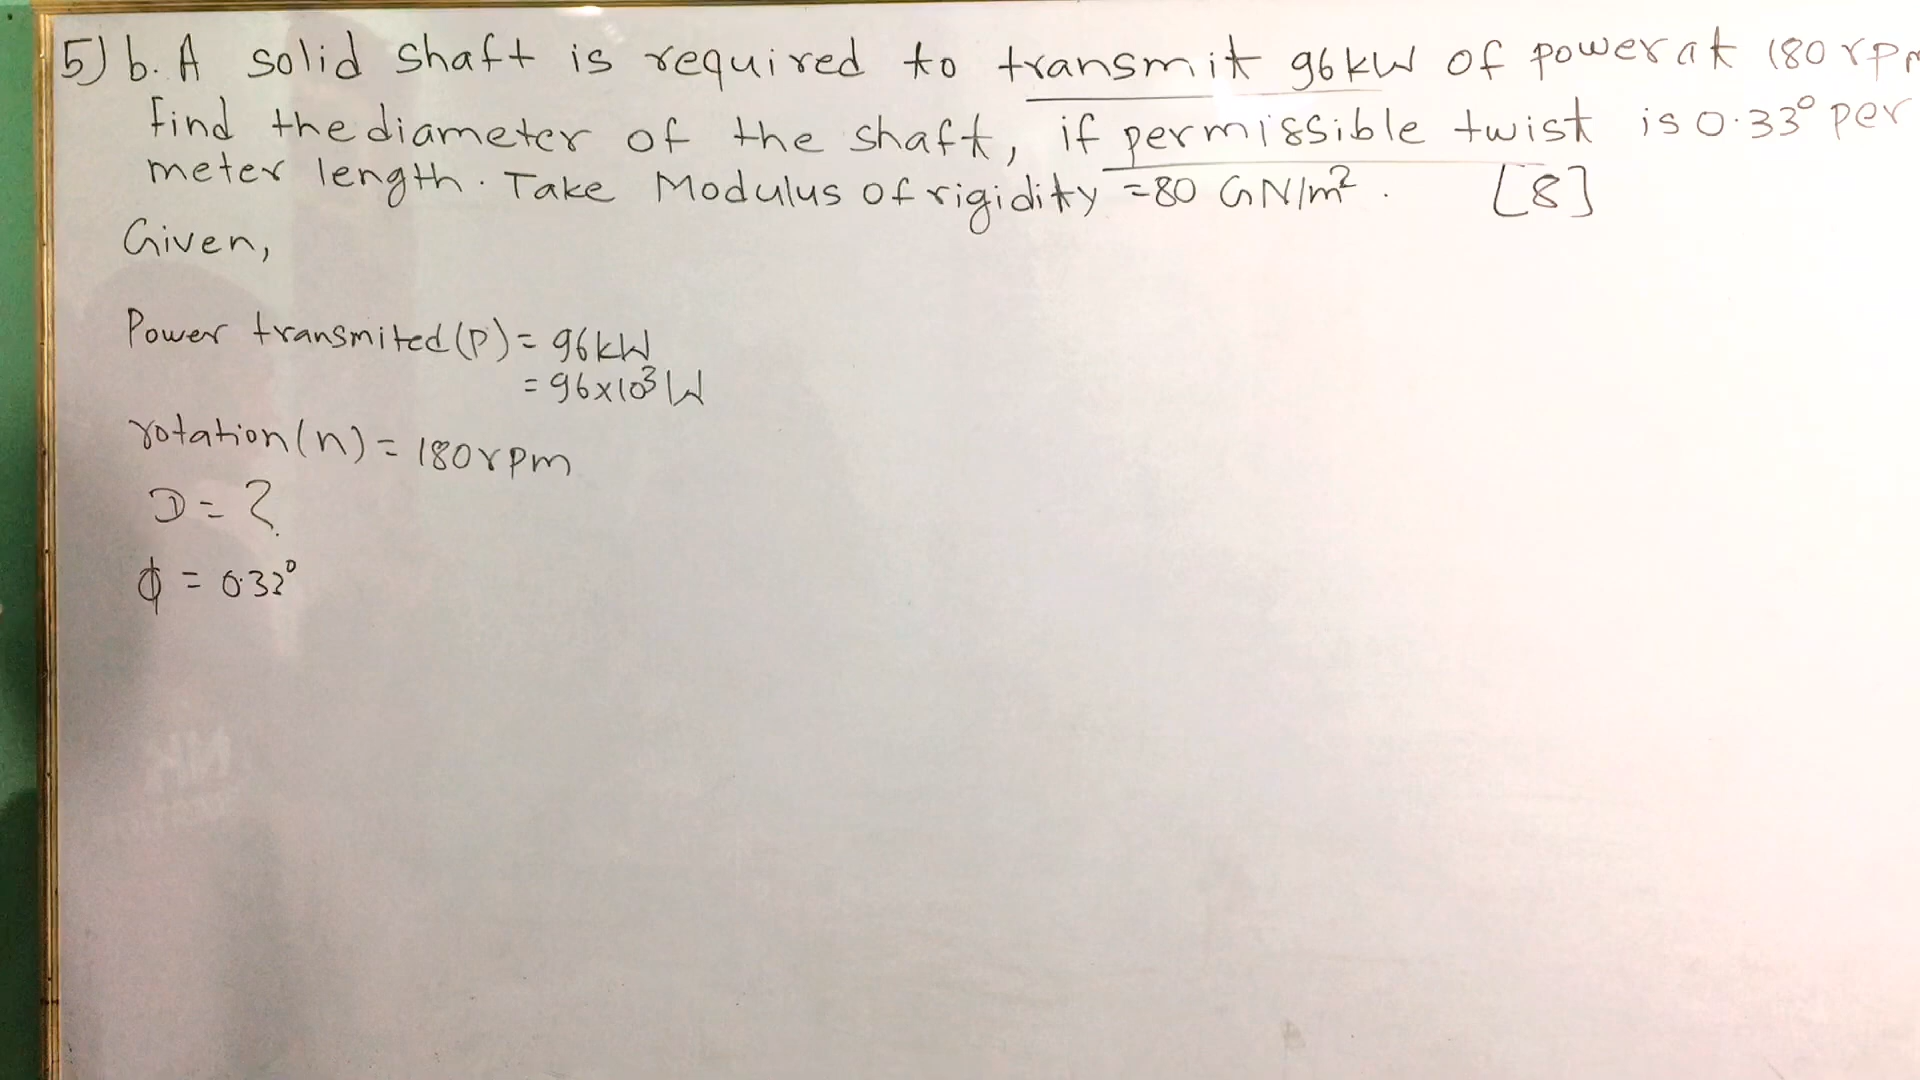 5) b. A solid shaft is required to transmit 96kW of power at 180 rpm
Find the diameter of the shaft, if permissible twist is 0.33° per
meter length. Take Modulus of rigidity = 80 GN/m². [8]
Given,
Power transmited (P) = 96kW
= 96x10³ W
rotation (n) = 180rpm
D = ?
ϕ = 0.33°